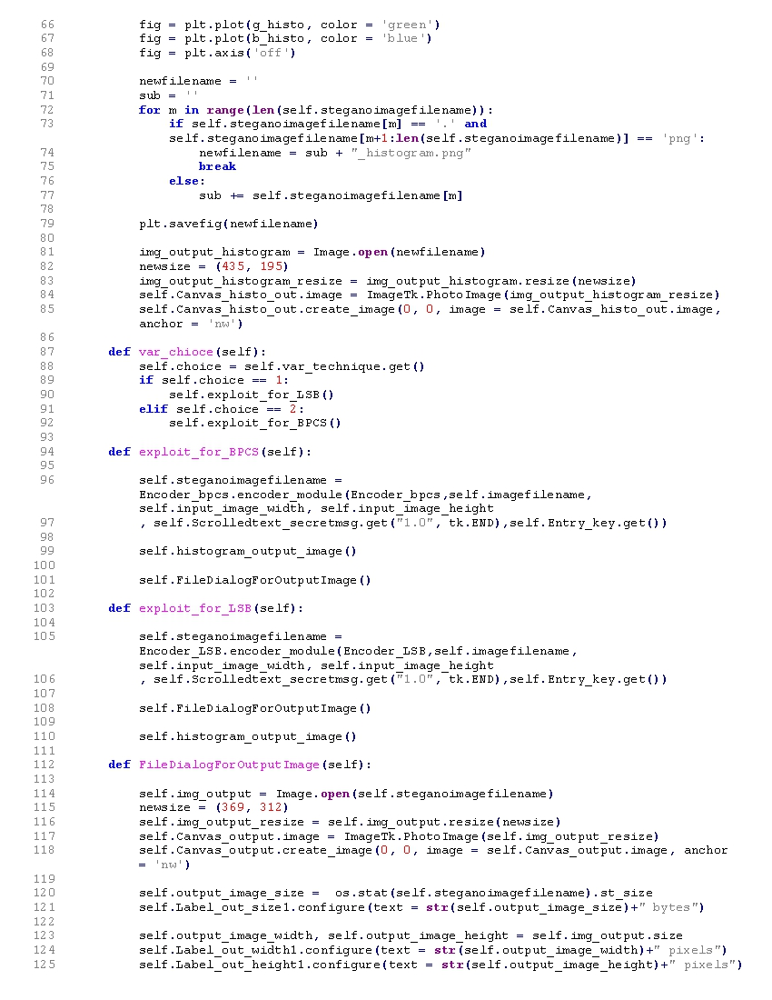 66 fig = plt.plot(g_histo, color = 'green')
67 fig = plt.plot(b_histo, color = 'blue')
68 fig = plt.axis('off')
69
70 newfilename = ''
71 sub = ''
72 for m in range(len(self.steganoimagefilename)):
73 if self.steganoimagefilename[m] == '.' and
self.steganoimagefilename[m+1:len(self.steganoimagefilename)] == 'png':
74 newfilename = sub + "_histogram.png"
75 break
76 else:
77 sub += self.steganoimagefilename[m]
78
79 plt.savefig(newfilename)
80
81 img_output_histogram = Image.open(newfilename)
82 newsize = (435, 195)
83 img_output_histogram_resize = img_output_histogram.resize(newsize)
84 self.Canvas_histo_out.image = ImageTk.PhotoImage(img_output_histogram_resize)
85 self.Canvas_histo_out.create_image(0, 0, image = self.Canvas_histo_out.image,
anchor = 'nw')
86
87 def var_chioce(self):
88 self.choice = self.var_technique.get()
89 if self.choice == 1:
90 self.exploit_for_LSB()
91 elif self.choice == 2:
92 self.exploit_for_BPCS()
93
94 def exploit_for_BPCS(self):
95
96 self.steganoimagefilename =
Encoder_bpcs.encoder_module(Encoder_bpcs,self.imagefilename,
self.input_image_width, self.input_image_height
97 , self.Scrolledtext_secretmsg.get("1.0", tk.END),self.Entry_key.get())
98
99 self.histogram_output_image()
100
101 self.FileDialogForOutputImage()
102
103 def exploit_for_LSB(self):
104
105 self.steganoimagefilename =
Encoder_LSB.encoder_module(Encoder_LSB,self.imagefilename,
self.input_image_width, self.input_image_height
106 , self.Scrolledtext_secretmsg.get("1.0", tk.END),self.Entry_key.get())
107
108 self.FileDialogForOutputImage()
109
110 self.histogram_output_image()
111
112 def FileDialogForOutputImage(self):
113
114 self.img_output = Image.open(self.steganoimagefilename)
115 newsize = (369, 312)
116 self.img_output_resize = self.img_output.resize(newsize)
117 self.Canvas_output.image = ImageTk.PhotoImage(self.img_output_resize)
118 self.Canvas_output.create_image(0, 0, image = self.Canvas_output.image, anchor
= 'nw')
119
120 self.output_image_size =  os.stat(self.steganoimagefilename).st_size
121 self.Label_out_size1.configure(text = str(self.output_image_size)+" bytes")
122
123 self.output_image_width, self.output_image_height = self.img_output.size
124 self.Label_out_width1.configure(text = str(self.output_image_width)+" pixels")
125 self.Label_out_height1.configure(text = str(self.output_image_height)+" pixels")